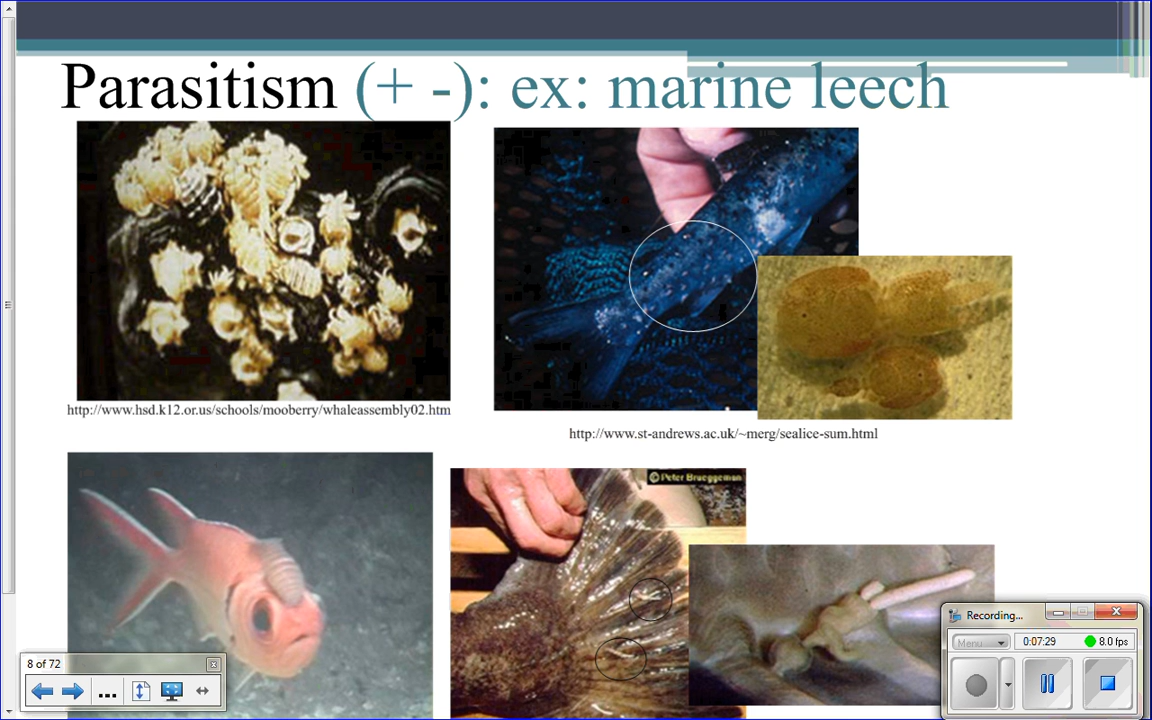 Parasitism (+ -): ex: marine leech
http://www.hsd.k12.or.us/schools/mooberry/whaleassembly02.htm
http://www.st-andrews.ac.uk/~merg/sealice-sum.html
© Peter Brueggeman
Recording...
Menu
0:07:29
8.0 fps
8 of 72